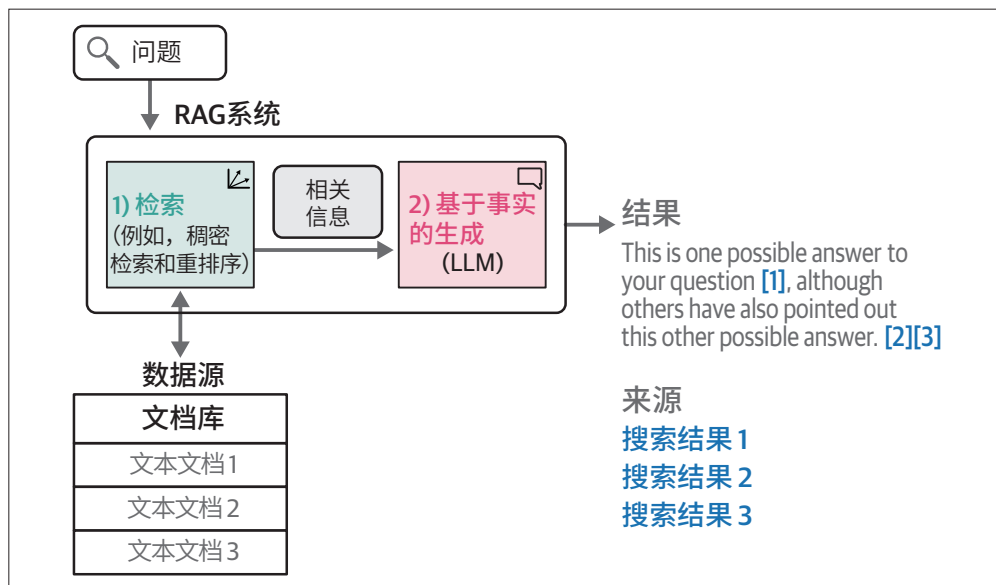 问题
RAG系统
1) 检索
(例如，稠密
检索和重排序)
相关
信息
2) 基于事实
的生成
(LLM)
结果
This is one possible answer to
your question [1], although
others have also pointed out
this other possible answer. [2][3]
来源
搜索结果 1
搜索结果 2
搜索结果 3
数据源
文档库
文本文档 1
文本文档 2
文本文档 3